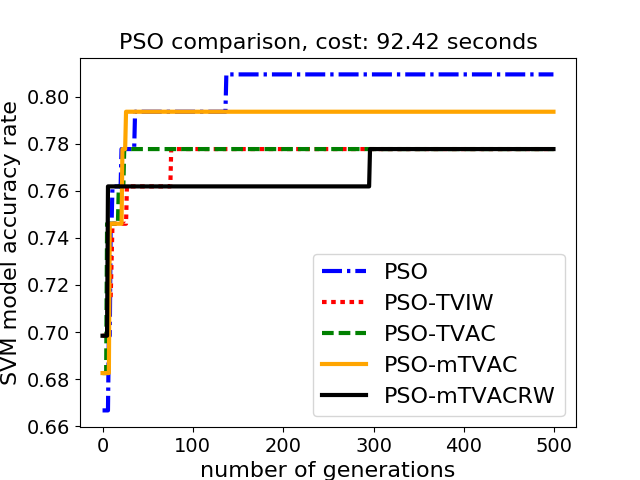 PSO comparison, cost: 92.42 seconds
SVM model accuracy rate
0.80
0.78
0.76
0.74
0.72
0.70
0.68
0.66
PSO
PSO-TVIW
PSO-TVAC
PSO-mTVAC
PSO-mTVACRW
0 100 200 300 400 500
number of generations